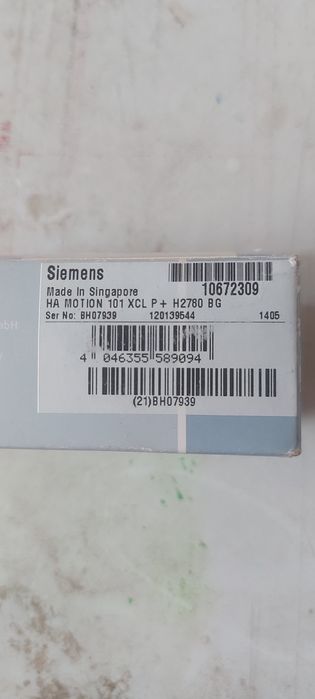 Siemens
Made In Singapore 10672309
HA MOTION 101 XCL P+ H2780 BG
Ser No: BH07939 120139544 1405
4 046355 589094
(21)BH07939